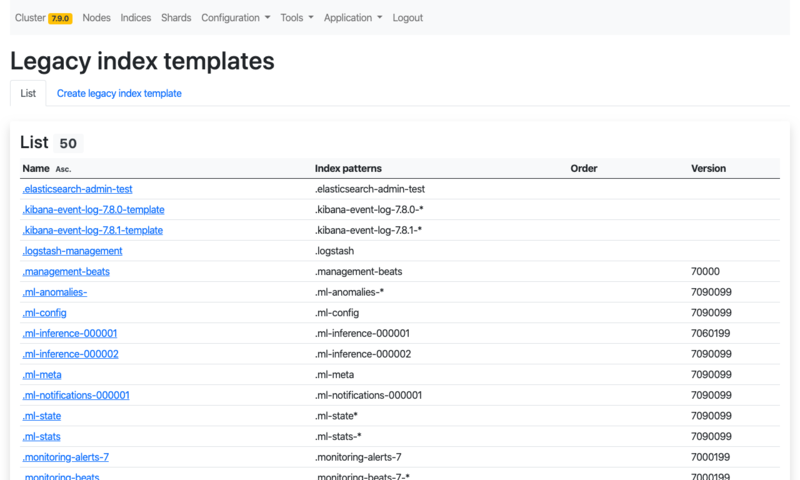 Cluster 7.9.0 Nodes Indices Shards Configuration Tools Application Logout
Legacy index templates
List Create legacy index template
List 50
Name Asc. Index patterns Order Version
.elasticsearch-admin-test .elasticsearch-admin-test
.kibana-event-log-7.8.0-template .kibana-event-log-7.8.0-*
.kibana-event-log-7.8.1-template .kibana-event-log-7.8.1-*
.logstash-management .logstash
.management-beats .management-beats 70000
.ml-anomalies- .ml-anomalies-* 7090099
.ml-config .ml-config 7090099
.ml-inference-000001 .ml-inference-000001 7060199
.ml-inference-000002 .ml-inference-000002 7090099
.ml-meta .ml-meta 7090099
.ml-notifications-000001 .ml-notifications-000001 7090099
.ml-state .ml-state* 7090099
.ml-stats .ml-stats-* 7090099
.monitoring-alerts-7 .monitoring-alerts-7 7000199
.monitoring-beats .monitoring-beats-7-* 7000199